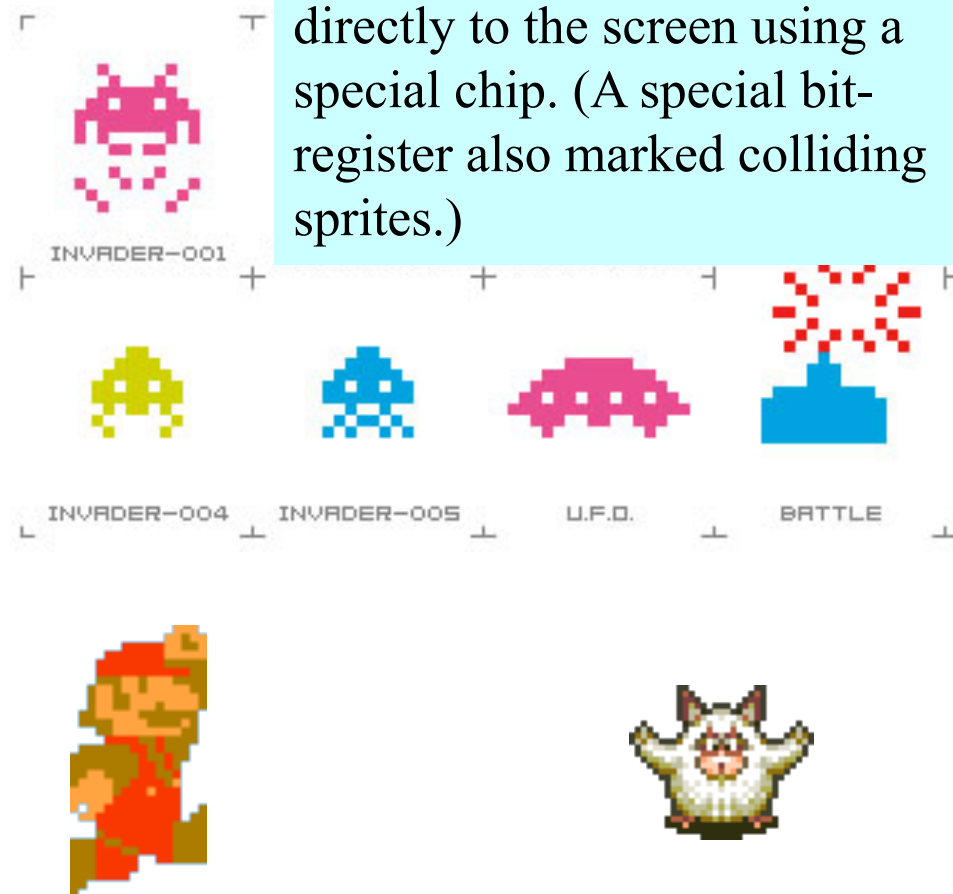 directly to the screen using a
special chip. (A special bit-
register also marked colliding
sprites.)
INVADER-001
INVADER-004
INVADER-005
U.F.O.
BATTLE